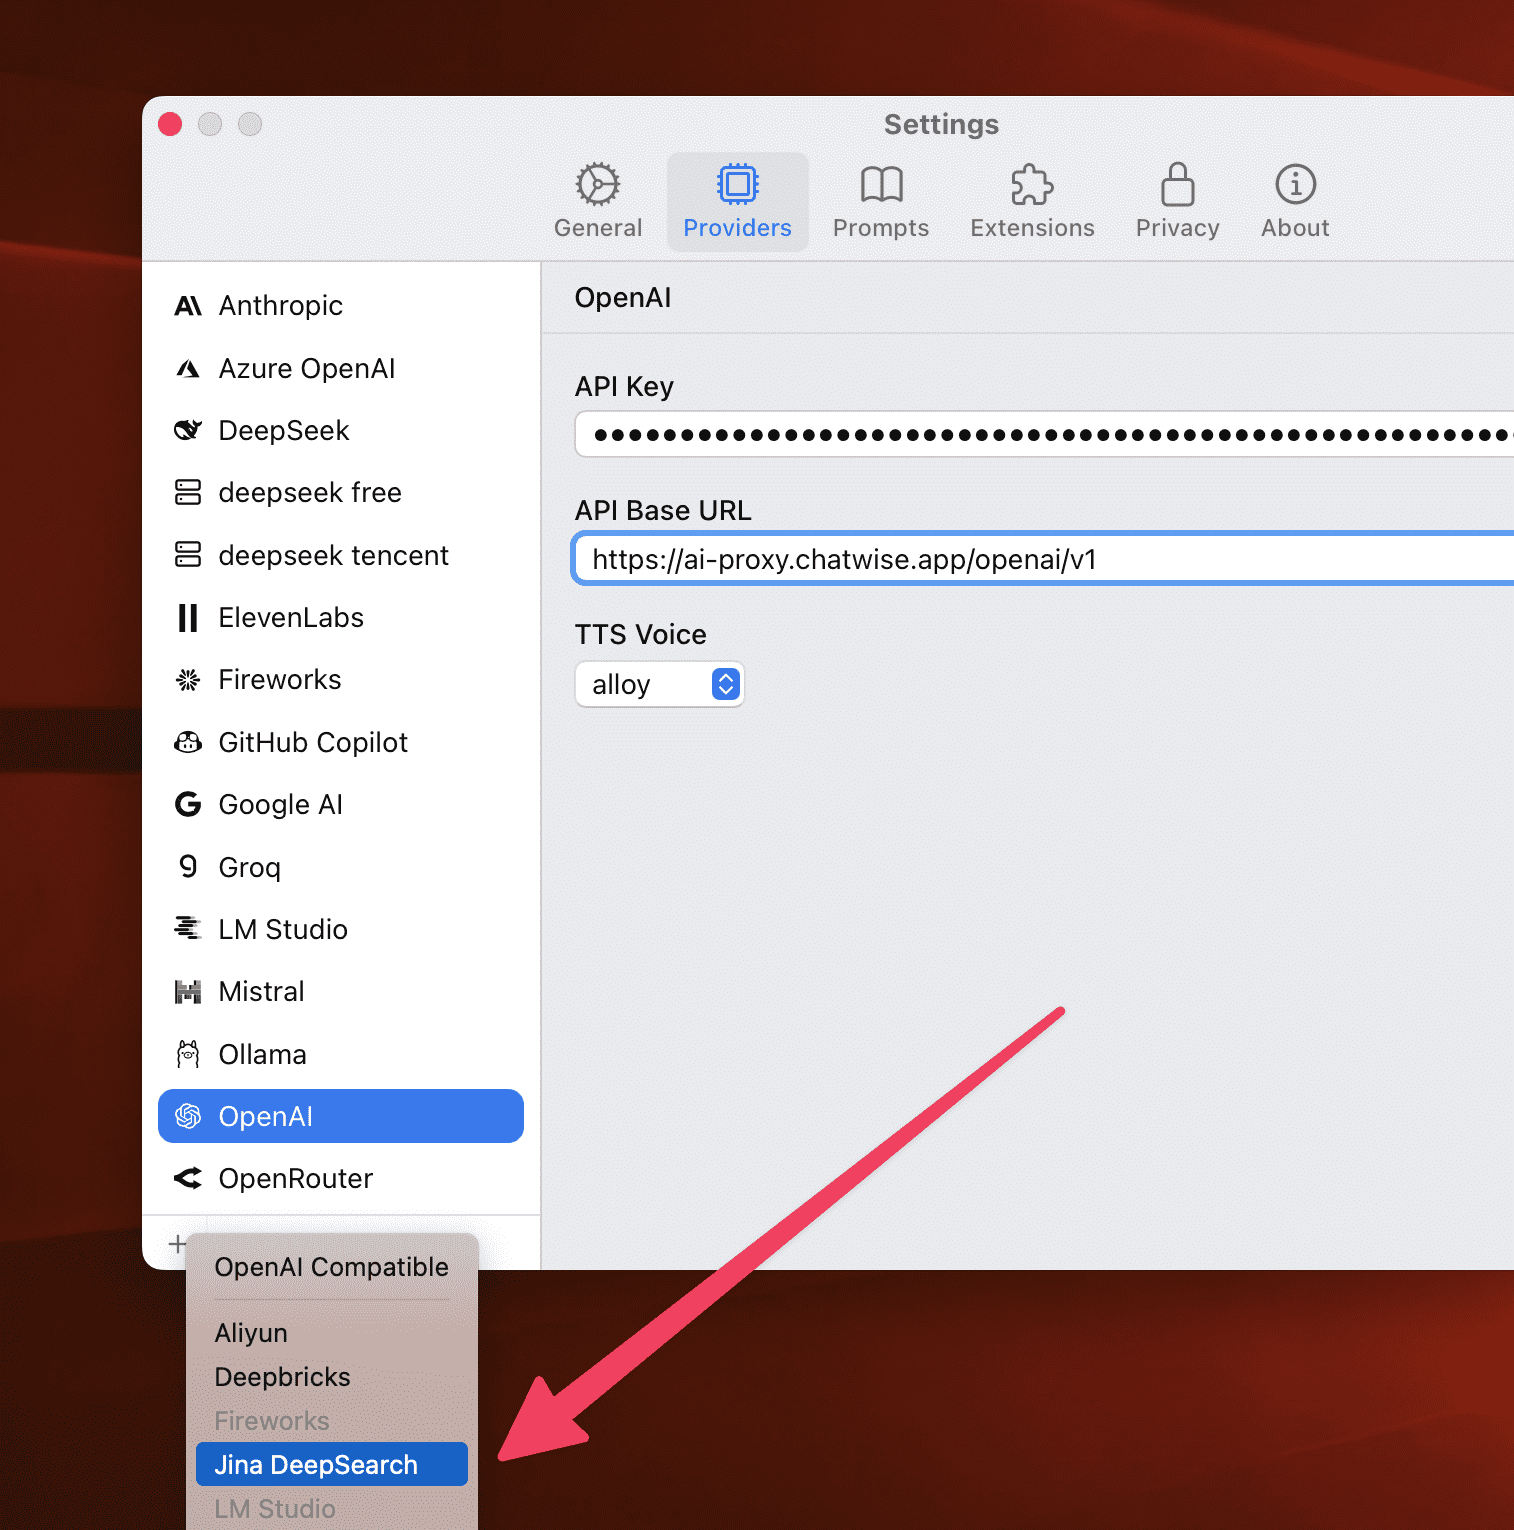 Settings
General
Providers
Prompts
Extensions
Privacy
About
Anthropic
Azure OpenAI
DeepSeek
deepseek free
deepseek tencent
ElevenLabs
Fireworks
GitHub Copilot
Google AI
Groq
LM Studio
Mistral
Ollama
OpenAI
OpenRouter
OpenAI
API Key
API Base URL
https://ai-proxy.chatwise.app/openai/v1
TTS Voice
alloy
OpenAI Compatible
Aliyun
Deepbricks
Fireworks
Jina DeepSearch
LM Studio